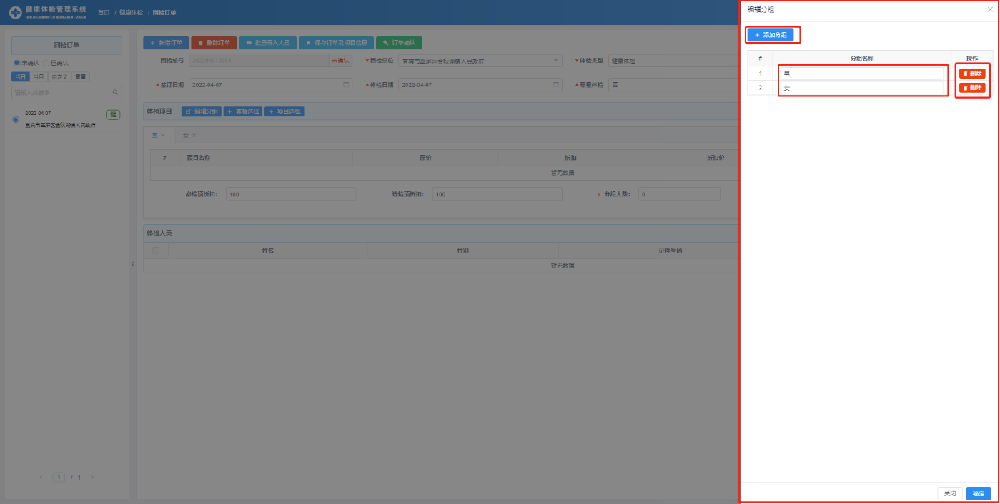 健康体检管理系统
首页 / 健康体检 / 团检订单
团检订单
未确认 已确认
当日 当月 自定义 重置
请输入关键字
2022-04-07 健
宜宾市翠屏区金秋湖镇人民政府
1 / 1
+ 新增订单 删除订单 批量导入人员 保存订单及项目信息 订单确认
团检单号 未确认 *团检单位 宜宾市翠屏区金秋湖镇人民政府 *体检类型 健康体检
*签订日期 2022-04-07 *体检日期 2022-04-07 *零星体检 否
体检项目 编辑分组 + 套餐选择 + 项目选择
男 × 女 ×
# 项目名称 原价 折扣 折扣价
暂无数据
必检项折扣: 100 选检项折扣: 100 * 分组人数: 0
体检人员
姓名 性别 证件号码
暂无数据
编辑分组 ×
+ 添加分组
# 分组名称 操作
1 男 删除
2 女 删除
关闭 确定